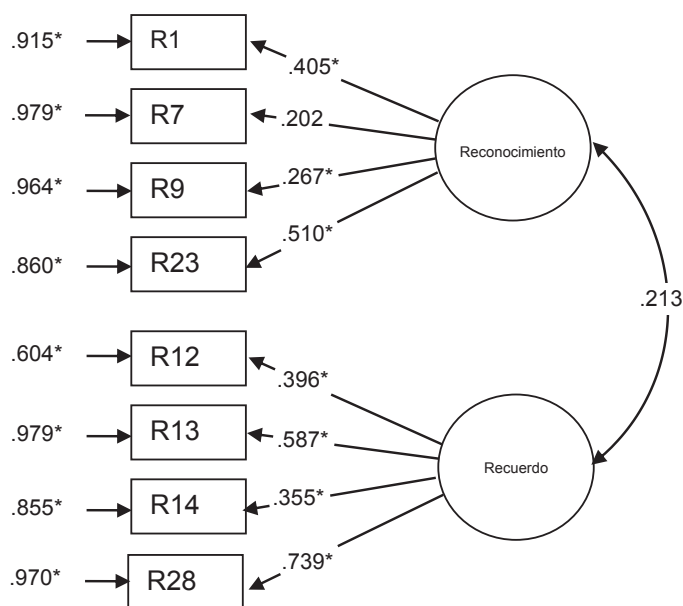 .915* R1 .405*
.979* R7 .202
Reconocimiento
.964* R9 .267*
.860* R23 .510*
.213
.604* R12 .396*
.979* R13 .587*
Recuerdo
.855* R14 .355*
.970* R28 .739*